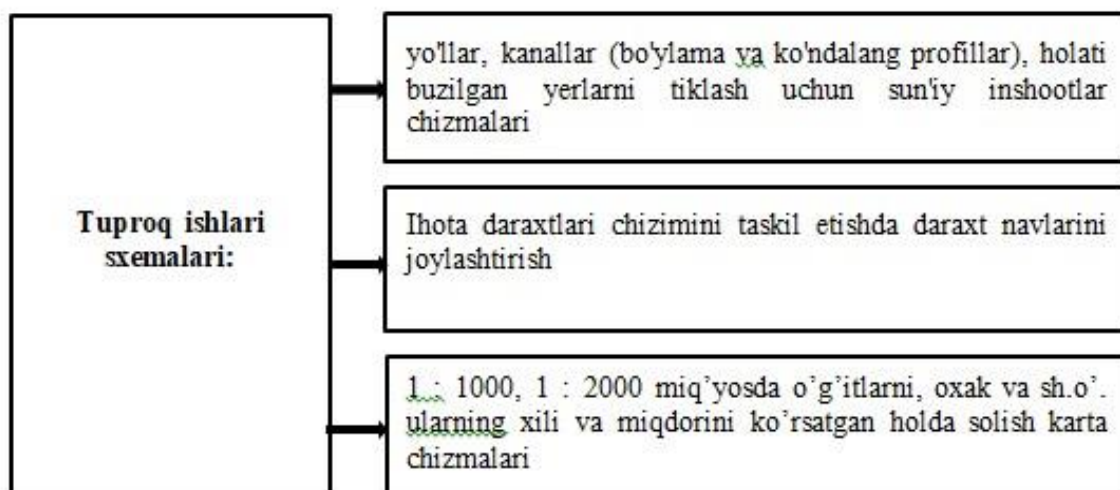 Tuproq ishlari
sxemalari:
yo'llar, kanallar (bo'ylama va ko'ndalang profillar), holati
buzilgan yerlarni tiklash uchun sun'iy inshootlar
chizmalari
Ihota daraxtlari chizimini taskil etishda daraxt navlarini
joylashtirish
1 : 1000, 1 : 2000 miq’yosda o’g’itlarni, oxak va sh.o’.
ularning xili va miqdorini ko’rsatgan holda solish karta
chizmalari